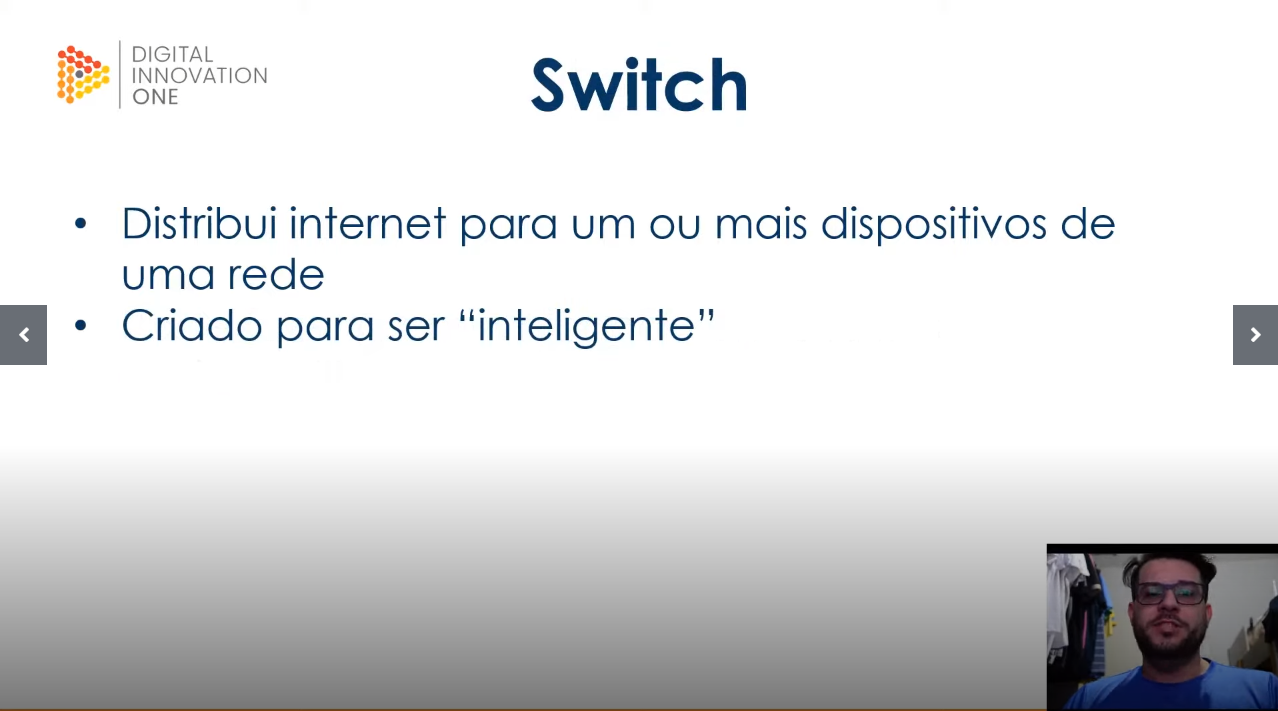 DIGITAL
INNOVATION
ONE
Switch
• Distribui internet para um ou mais dispositivos de
uma rede
• Criado para ser “inteligente”